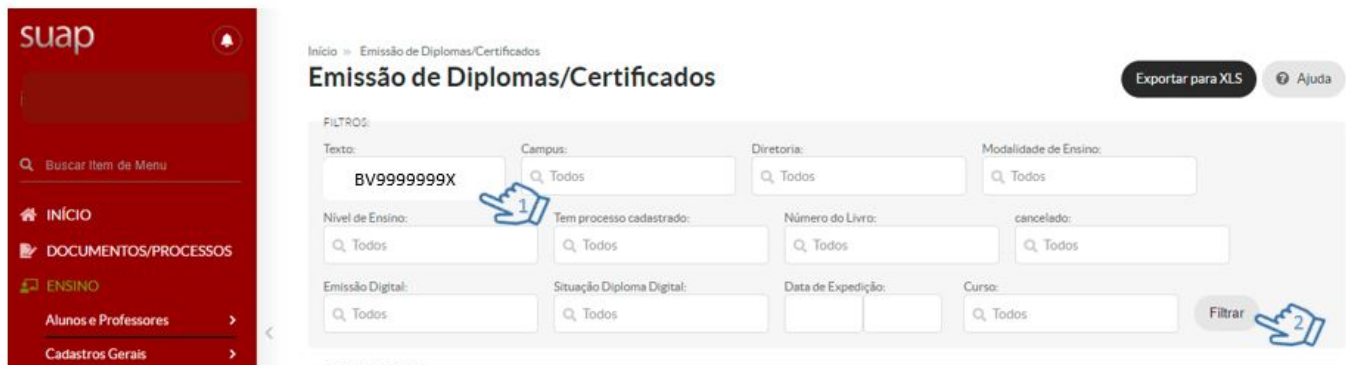 suap
Buscar Item de Menu
INÍCIO
DOCUMENTOS/PROCESSOS
ENSINO
Alunos e Professores
Cadastros Gerais
Início » Emissão de Diplomas/Certificados
Emissão de Diplomas/Certificados
Exportar para XLS
Ajuda
FILTROS:
Texto: Campus: Diretoria: Modalidade de Ensino:
BV9999999X Todos Todos Todos
1
Nível de Ensino: Tem processo cadastrado: Número do Livro: cancelado:
Todos Todos Todos Todos
Emissão Digital: Situação Diploma Digital: Data de Expedição: Curso:
Todos Todos Todos Filtrar
2